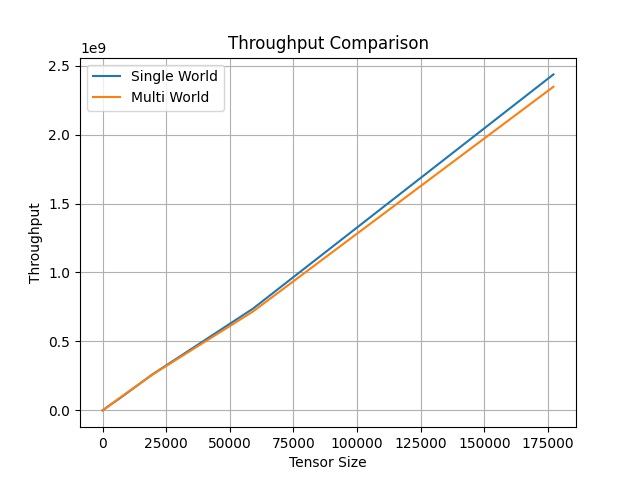 Throughput Comparison
1e9
Single World
Multi World
2.5
2.0
1.5
1.0
0.5
0.0
Throughput
0 25000 50000 75000 100000 125000 150000 175000
Tensor Size